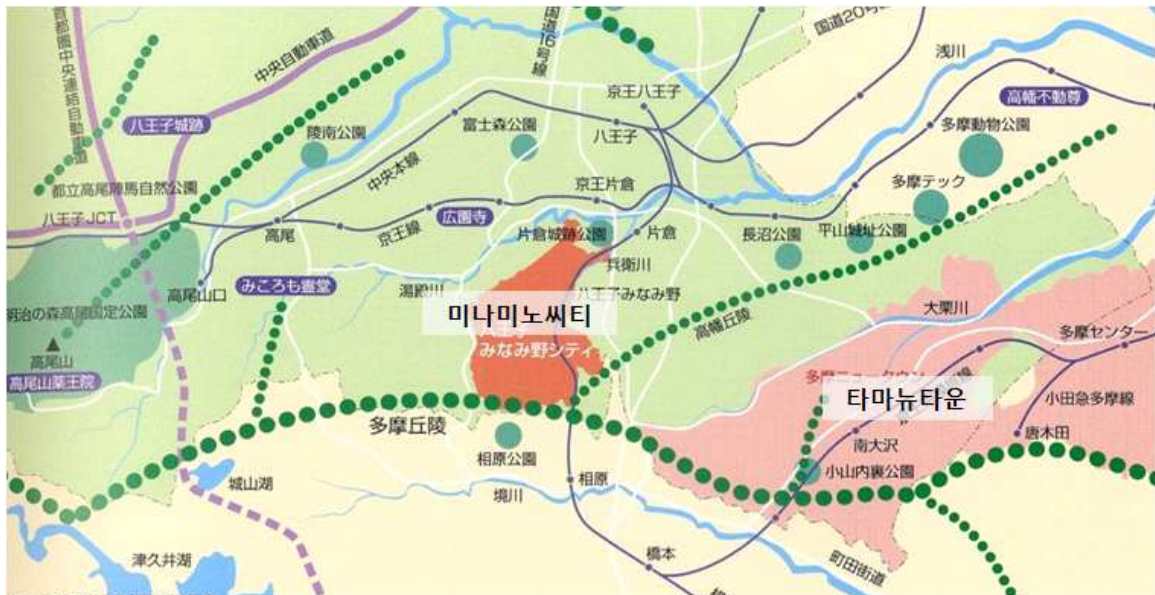 国道16号線
国道20号
首都圏中央連絡自動車道
中央自動車道
浅川
京王八王子
高幡不動尊
八王子城跡
陵南公園
富士森公園
八王子
多摩動物公園
中央本線
都立高尾陣馬自然公園
京王片倉
多摩テック
八王子JCT
広園寺
高尾
京王線
片倉城跡公園
片倉
長沼公園
平山城址公園
兵衛川
みころも霊堂
高尾山口
湯殿川
八王子みなみ野
大栗川
明治の森高尾国定公園
미나미노씨티
高幡丘陵
多摩センター
高尾山
みなみ野シティ
高尾山薬王院
多摩ニュータウン
타마뉴타운
小田急多摩線
多摩丘陵
南大沢
唐木田
相原公園
小山内裏公園
城山湖
境川
相原
津久井湖
橋本
町田街道